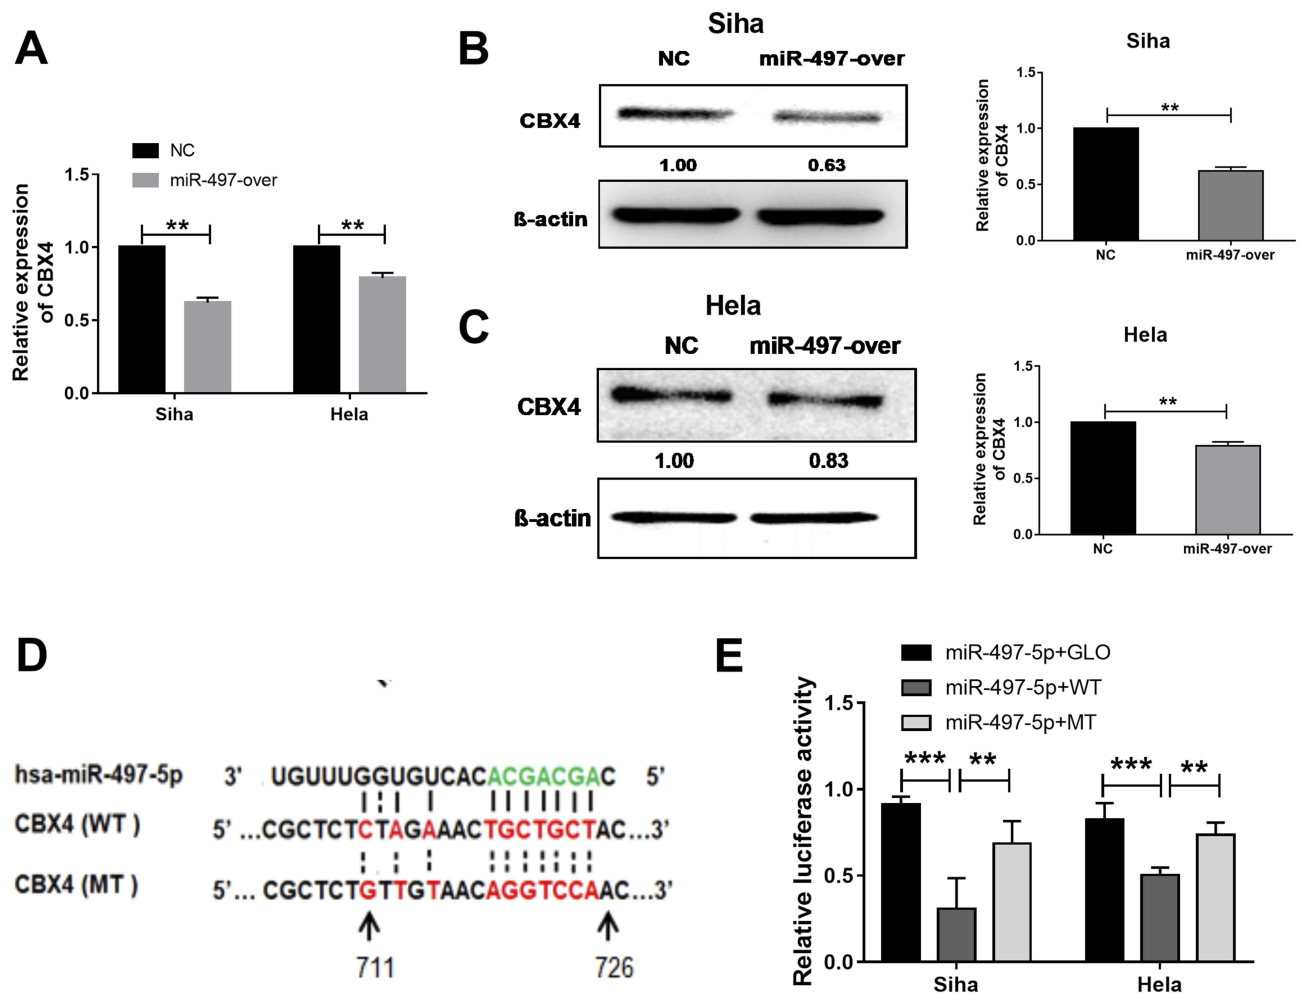 A
NC
miR-497-over
Relative expression
of CBX4
1.5
1.0
0.5
0.0
**
**
Siha
Hela
B
Siha
NC
miR-497-over
CBX4
1.00
0.63
ß-actin
Siha
Relative expression
of CBX4
1.5
1.0
0.5
0.0
**
NC
miR-497-over
C
Hela
NC
miR-497-over
CBX4
1.00
0.83
ß-actin
Hela
Relative expression
of CBX4
1.5
1.0
0.5
0.0
**
NC
miR-497-over
D
hsa-miR-497-5p 3' UGUUUGGUGUCACACGACGAC 5'
CBX4 (WT ) 5' ...CGCTCTCTAGAAACTGCTGCTAC...3'
CBX4 (MT ) 5' ... CGCTCTGTTGTAACAGGTCCAAC...3'
711
726
E
miR-497-5p+GLO
miR-497-5p+WT
miR-497-5p+MT
Relative luciferase activity
1.5
1.0
0.5
0.0
***
**
***
**
Siha
Hela